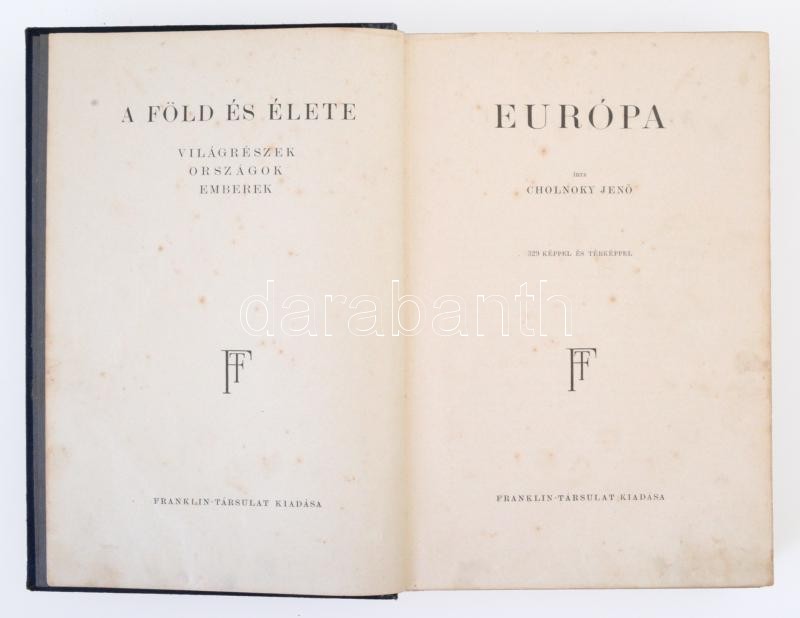 A FÖLD ÉS ÉLETE
VILÁGRÉSZEK
ORSZÁGOK
EMBEREK
FT
FRANKLIN-TÁRSULAT KIADÁSA
EURÓPA
írta
CHOLNOKY JENŐ
329 KÉPPEL ÉS TÉRKÉPPEL
FT
FRANKLIN-TÁRSULAT KIADÁSA
darabanth